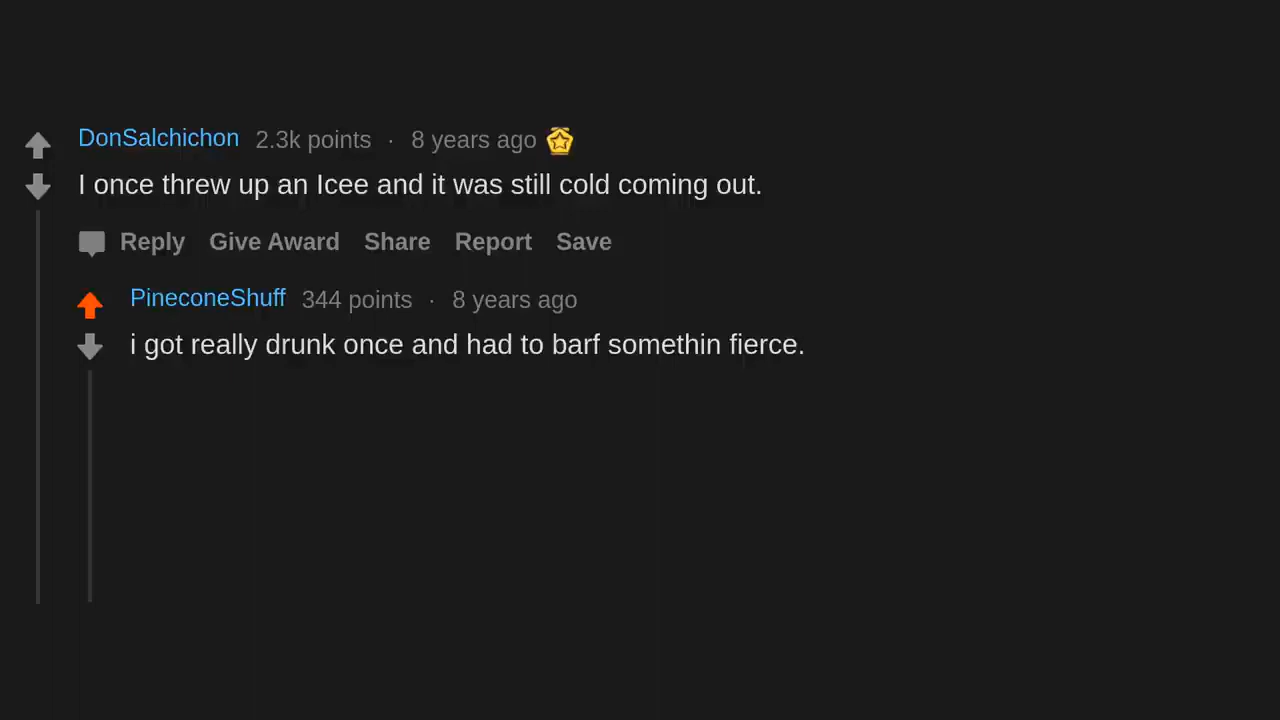 DonSalchichon 2.3k points · 8 years ago
I once threw up an Icee and it was still cold coming out.
Reply Give Award Share Report Save
PineconeShuff 344 points · 8 years ago
i got really drunk once and had to barf somethin fierce.